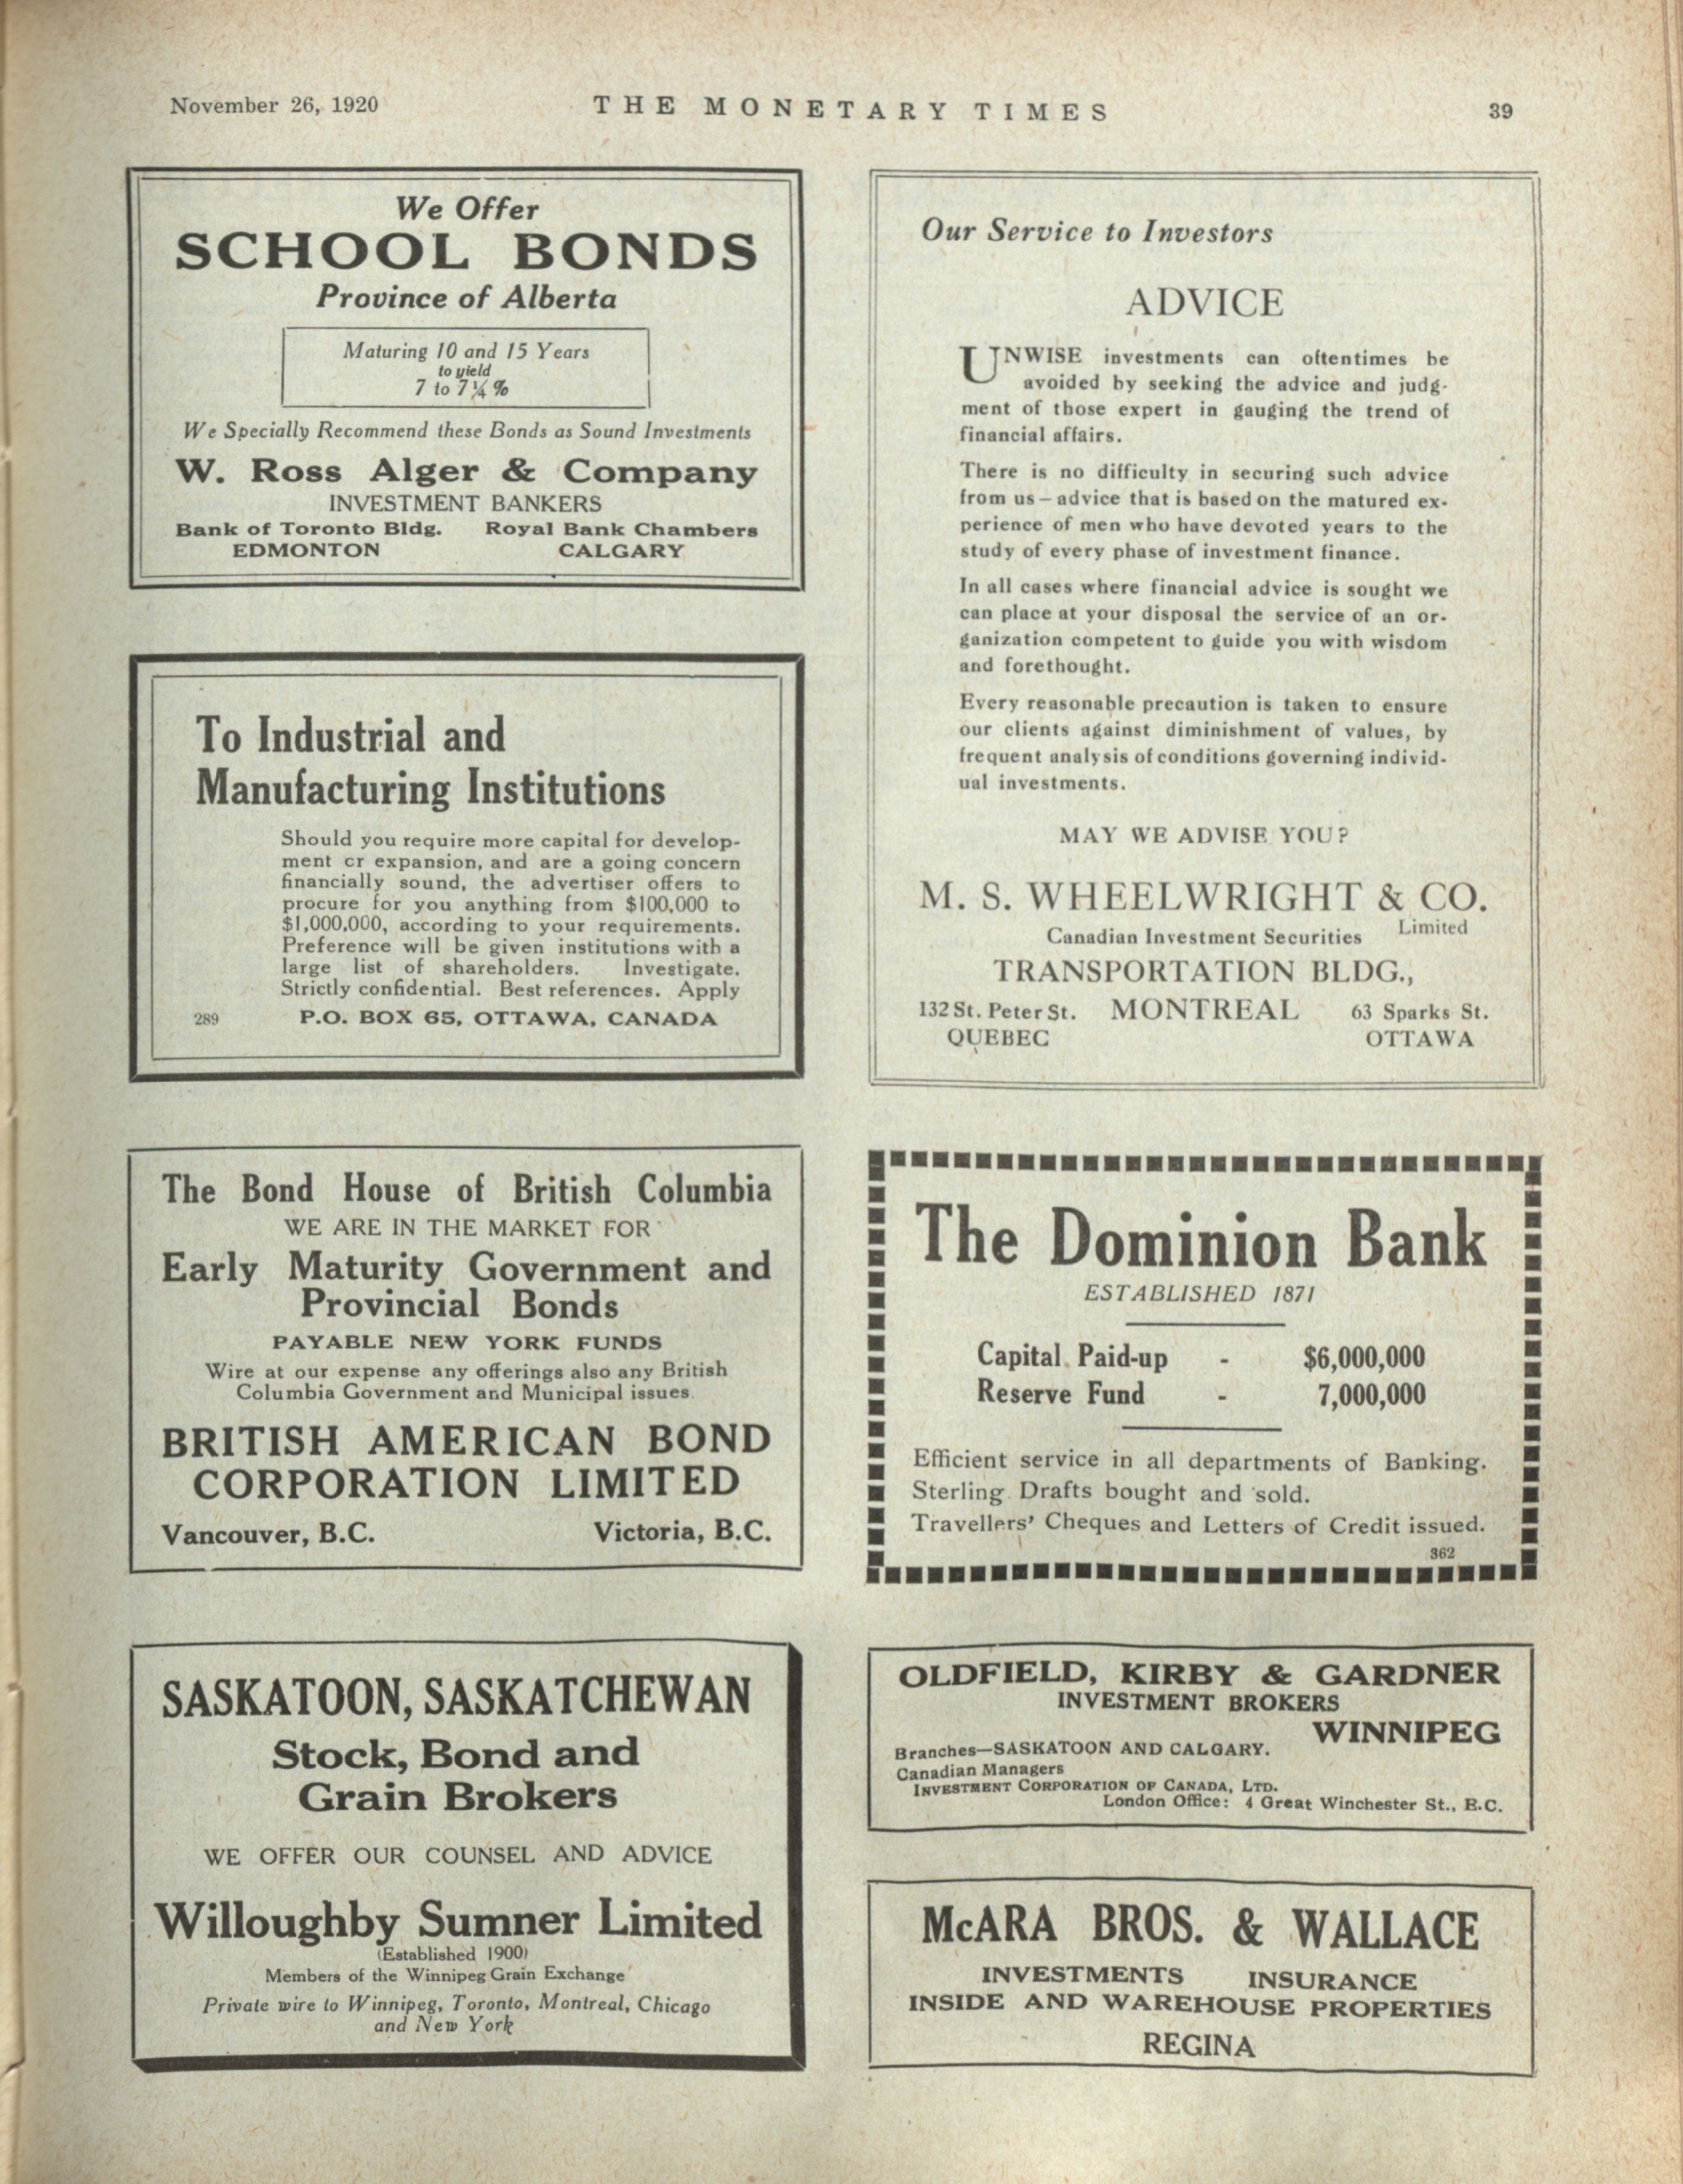 November 26, 1920
THE MONETARY TIMES
39
We Offer
SCHOOL BONDS
Province of Alberta
Maturing 10 and 15 Years
to yield
7 to 7¼%
We Specially Recommend these Bonds as Sound Investments
W. Ross Alger & Company
INVESTMENT BANKERS
Bank of Toronto Bldg. Royal Bank Chambers
EDMONTON CALGARY
To Industrial and
Manufacturing Institutions
Should you require more capital for develop-
ment cr expansion, and are a going concern
financially sound, the advertiser offers to
procure for you anything from $100,000 to
$1,000,000, according to your requirements.
Preference will be given institutions with a
large list of shareholders. Investigate.
Strictly confidential. Best references. Apply
289 P.O. BOX 65, OTTAWA, CANADA
The Bond House of British Columbia
WE ARE IN THE MARKET FOR
Early Maturity Government and
Provincial Bonds
PAYABLE NEW YORK FUNDS
Wire at our expense any offerings also any British
Columbia Government and Municipal issues.
BRITISH AMERICAN BOND
CORPORATION LIMITED
Vancouver, B.C. Victoria, B.C.
SASKATOON, SASKATCHEWAN
Stock, Bond and
Grain Brokers
WE OFFER OUR COUNSEL AND ADVICE
Willoughby Sumner Limited
(Established 1900)
Members of the Winnipeg Grain Exchange
Private wire to Winnipeg, Toronto, Montreal, Chicago
and New York
Our Service to Investors
ADVICE
UNWISE investments can oftentimes be
avoided by seeking the advice and judg-
ment of those expert in gauging the trend of
financial affairs.
There is no difficulty in securing such advice
from us—advice that is based on the matured ex-
perience of men who have devoted years to the
study of every phase of investment finance.
In all cases where financial advice is sought we
can place at your disposal the service of an or-
ganization competent to guide you with wisdom
and forethought.
Every reasonable precaution is taken to ensure
our clients against diminishment of values, by
frequent analysis of conditions governing individ-
ual investments.
MAY WE ADVISE YOU?
M. S. WHEELWRIGHT & CO.
Limited
Canadian Investment Securities
TRANSPORTATION BLDG.,
132 St. Peter St. MONTREAL 63 Sparks St.
QUEBEC OTTAWA
The Dominion Bank
ESTABLISHED 1871
Capital Paid-up - $6,000,000
Reserve Fund - 7,000,000
Efficient service in all departments of Banking.
Sterling Drafts bought and sold.
Travellers' Cheques and Letters of Credit issued.
362
OLDFIELD, KIRBY & GARDNER
INVESTMENT BROKERS
WINNIPEG
Branches—SASKATOON AND CALGARY.
Canadian Managers
INVESTMENT CORPORATION OF CANADA, LTD.
London Office: 4 Great Winchester St., E.C.
McARA BROS. & WALLACE
INVESTMENTS INSURANCE
INSIDE AND WAREHOUSE PROPERTIES
REGINA